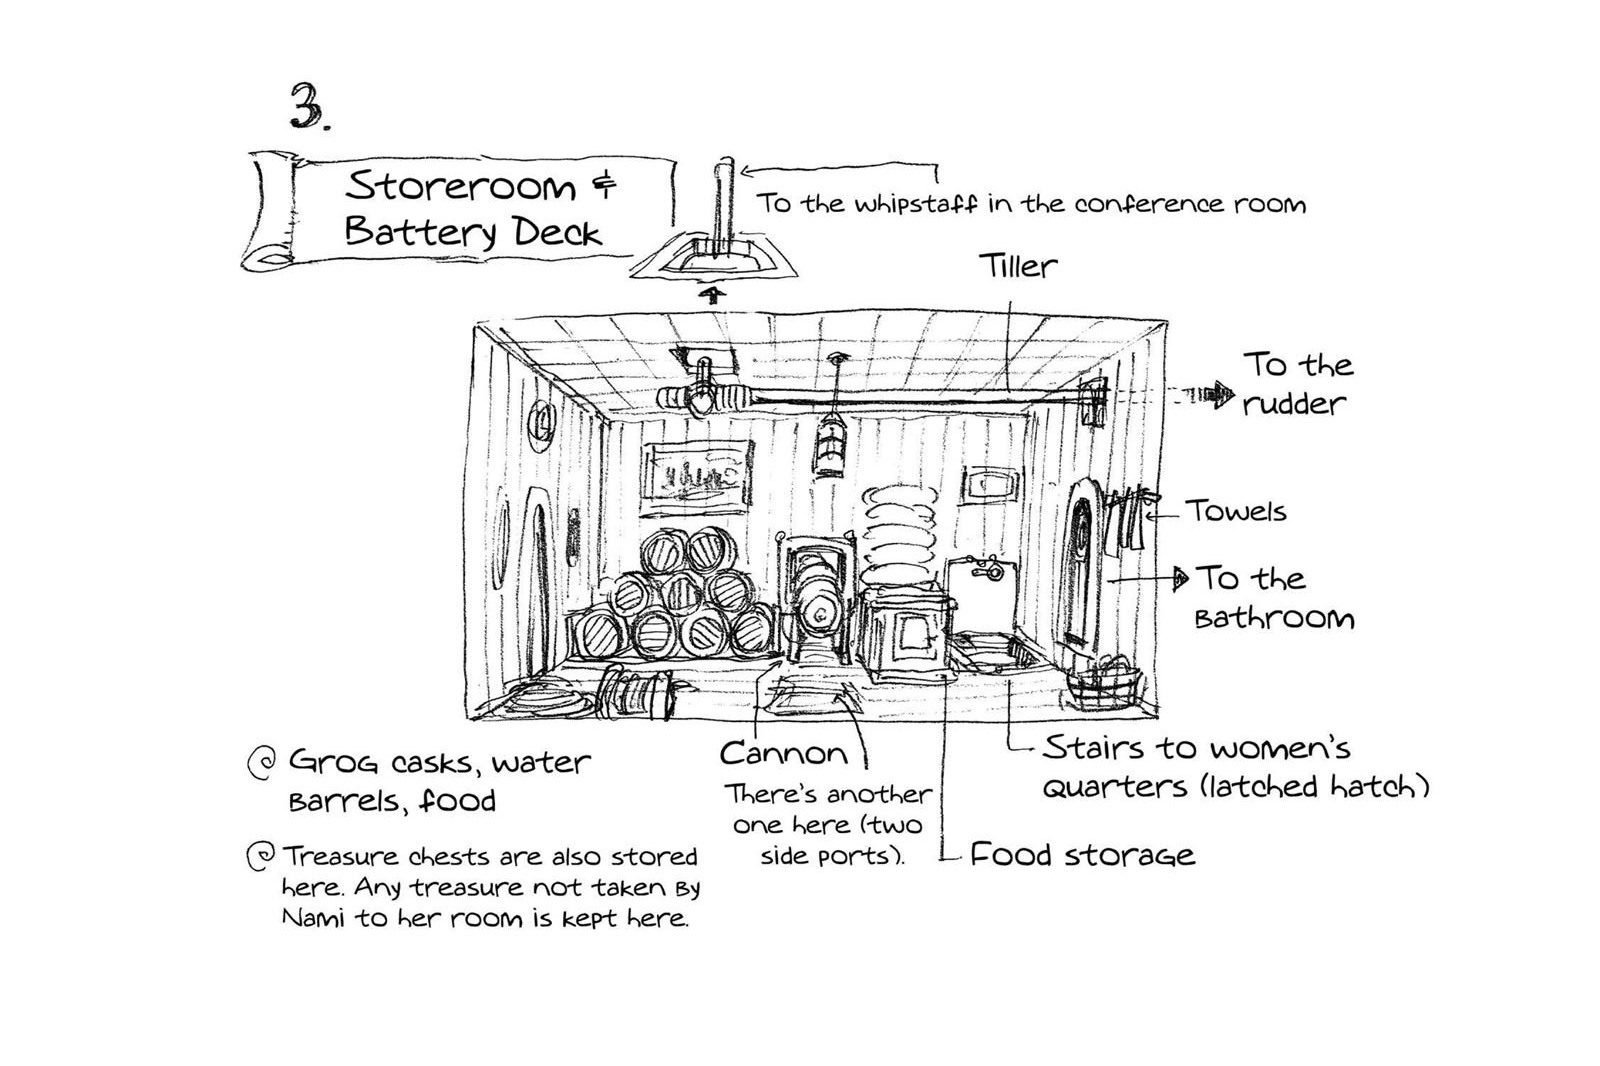 3.
Storeroom &
Battery Deck
To the whipstaff in the conference room
Tiller
To the
rudder
Towels
To the
Bathroom
Grog casks, water
Barrels, food
Treasure chests are also stored
here. Any treasure not taken by
Nami to her room is kept here.
Cannon
There's another
one here (two
side ports).
Stairs to women's
quarters (latched hatch)
Food storage